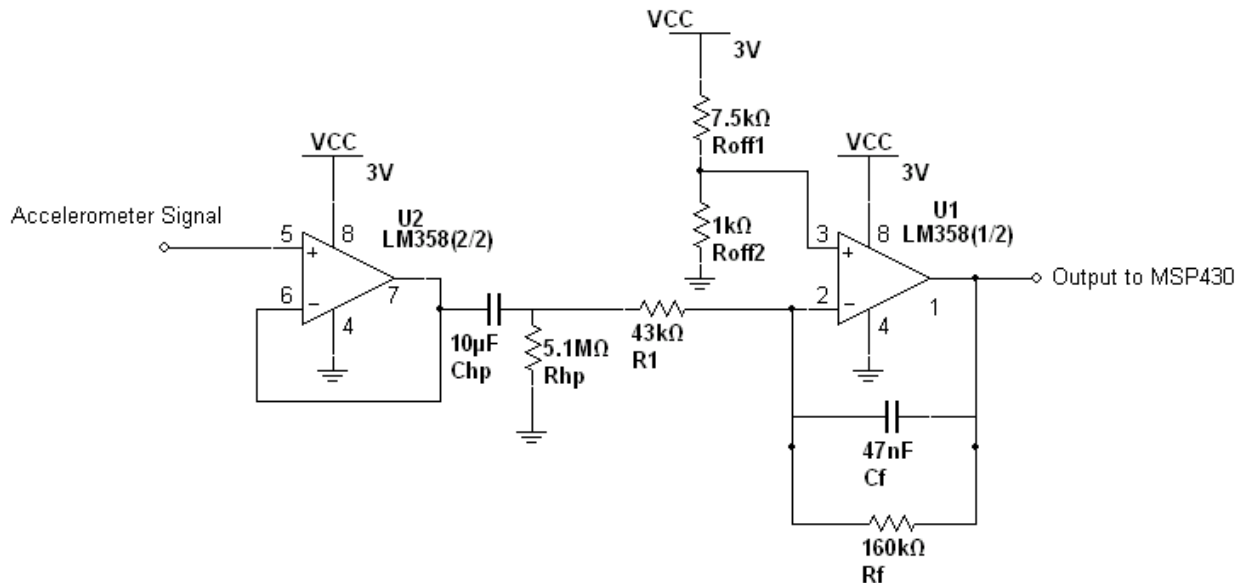 VCC
3V
7.5kΩ
Roff1
VCC
3V
VCC
3V
Accelerometer Signal
U2
LM358(2/2)
5
8
+
6
−
7
4
1kΩ
Roff2
U1
LM358(1/2)
3
8
+
2
−
1
4
Output to MSP430
10µF
Chp
5.1MΩ
Rhp
43kΩ
R1
47nF
Cf
160kΩ
Rf